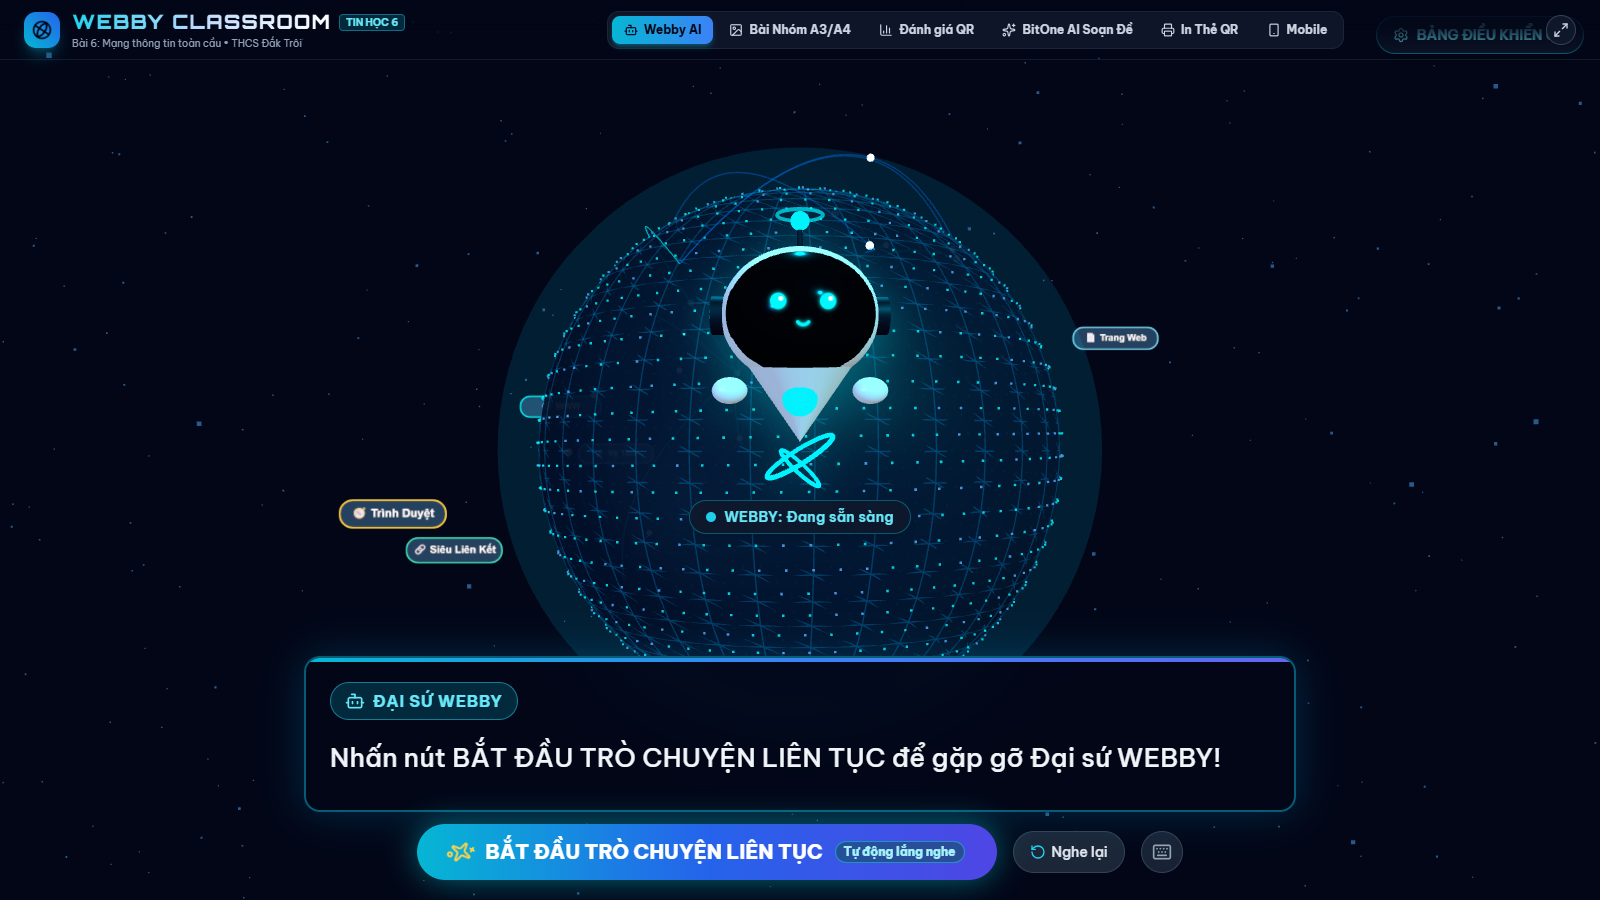 WEBBY CLASSROOM
TIN HỌC 6
Bài 6: Mạng thông tin toàn cầu • THCS Đắk Trôi
Webby AI
Bài Nhóm A3/A4
Đánh giá QR
BitOne AI Soạn Đề
In Thẻ QR
Mobile
BẢNG ĐIỀU KHIỂN
Trang Web
Trình Duyệt
Siêu Liên Kết
WEBBY: Đang sẵn sàng
ĐẠI SỨ WEBBY
Nhấn nút BẮT ĐẦU TRÒ CHUYỆN LIÊN TỤC để gặp gỡ Đại sứ WEBBY!
BẮT ĐẦU TRÒ CHUYỆN LIÊN TỤC
Tự động lắng nghe
Nghe lại